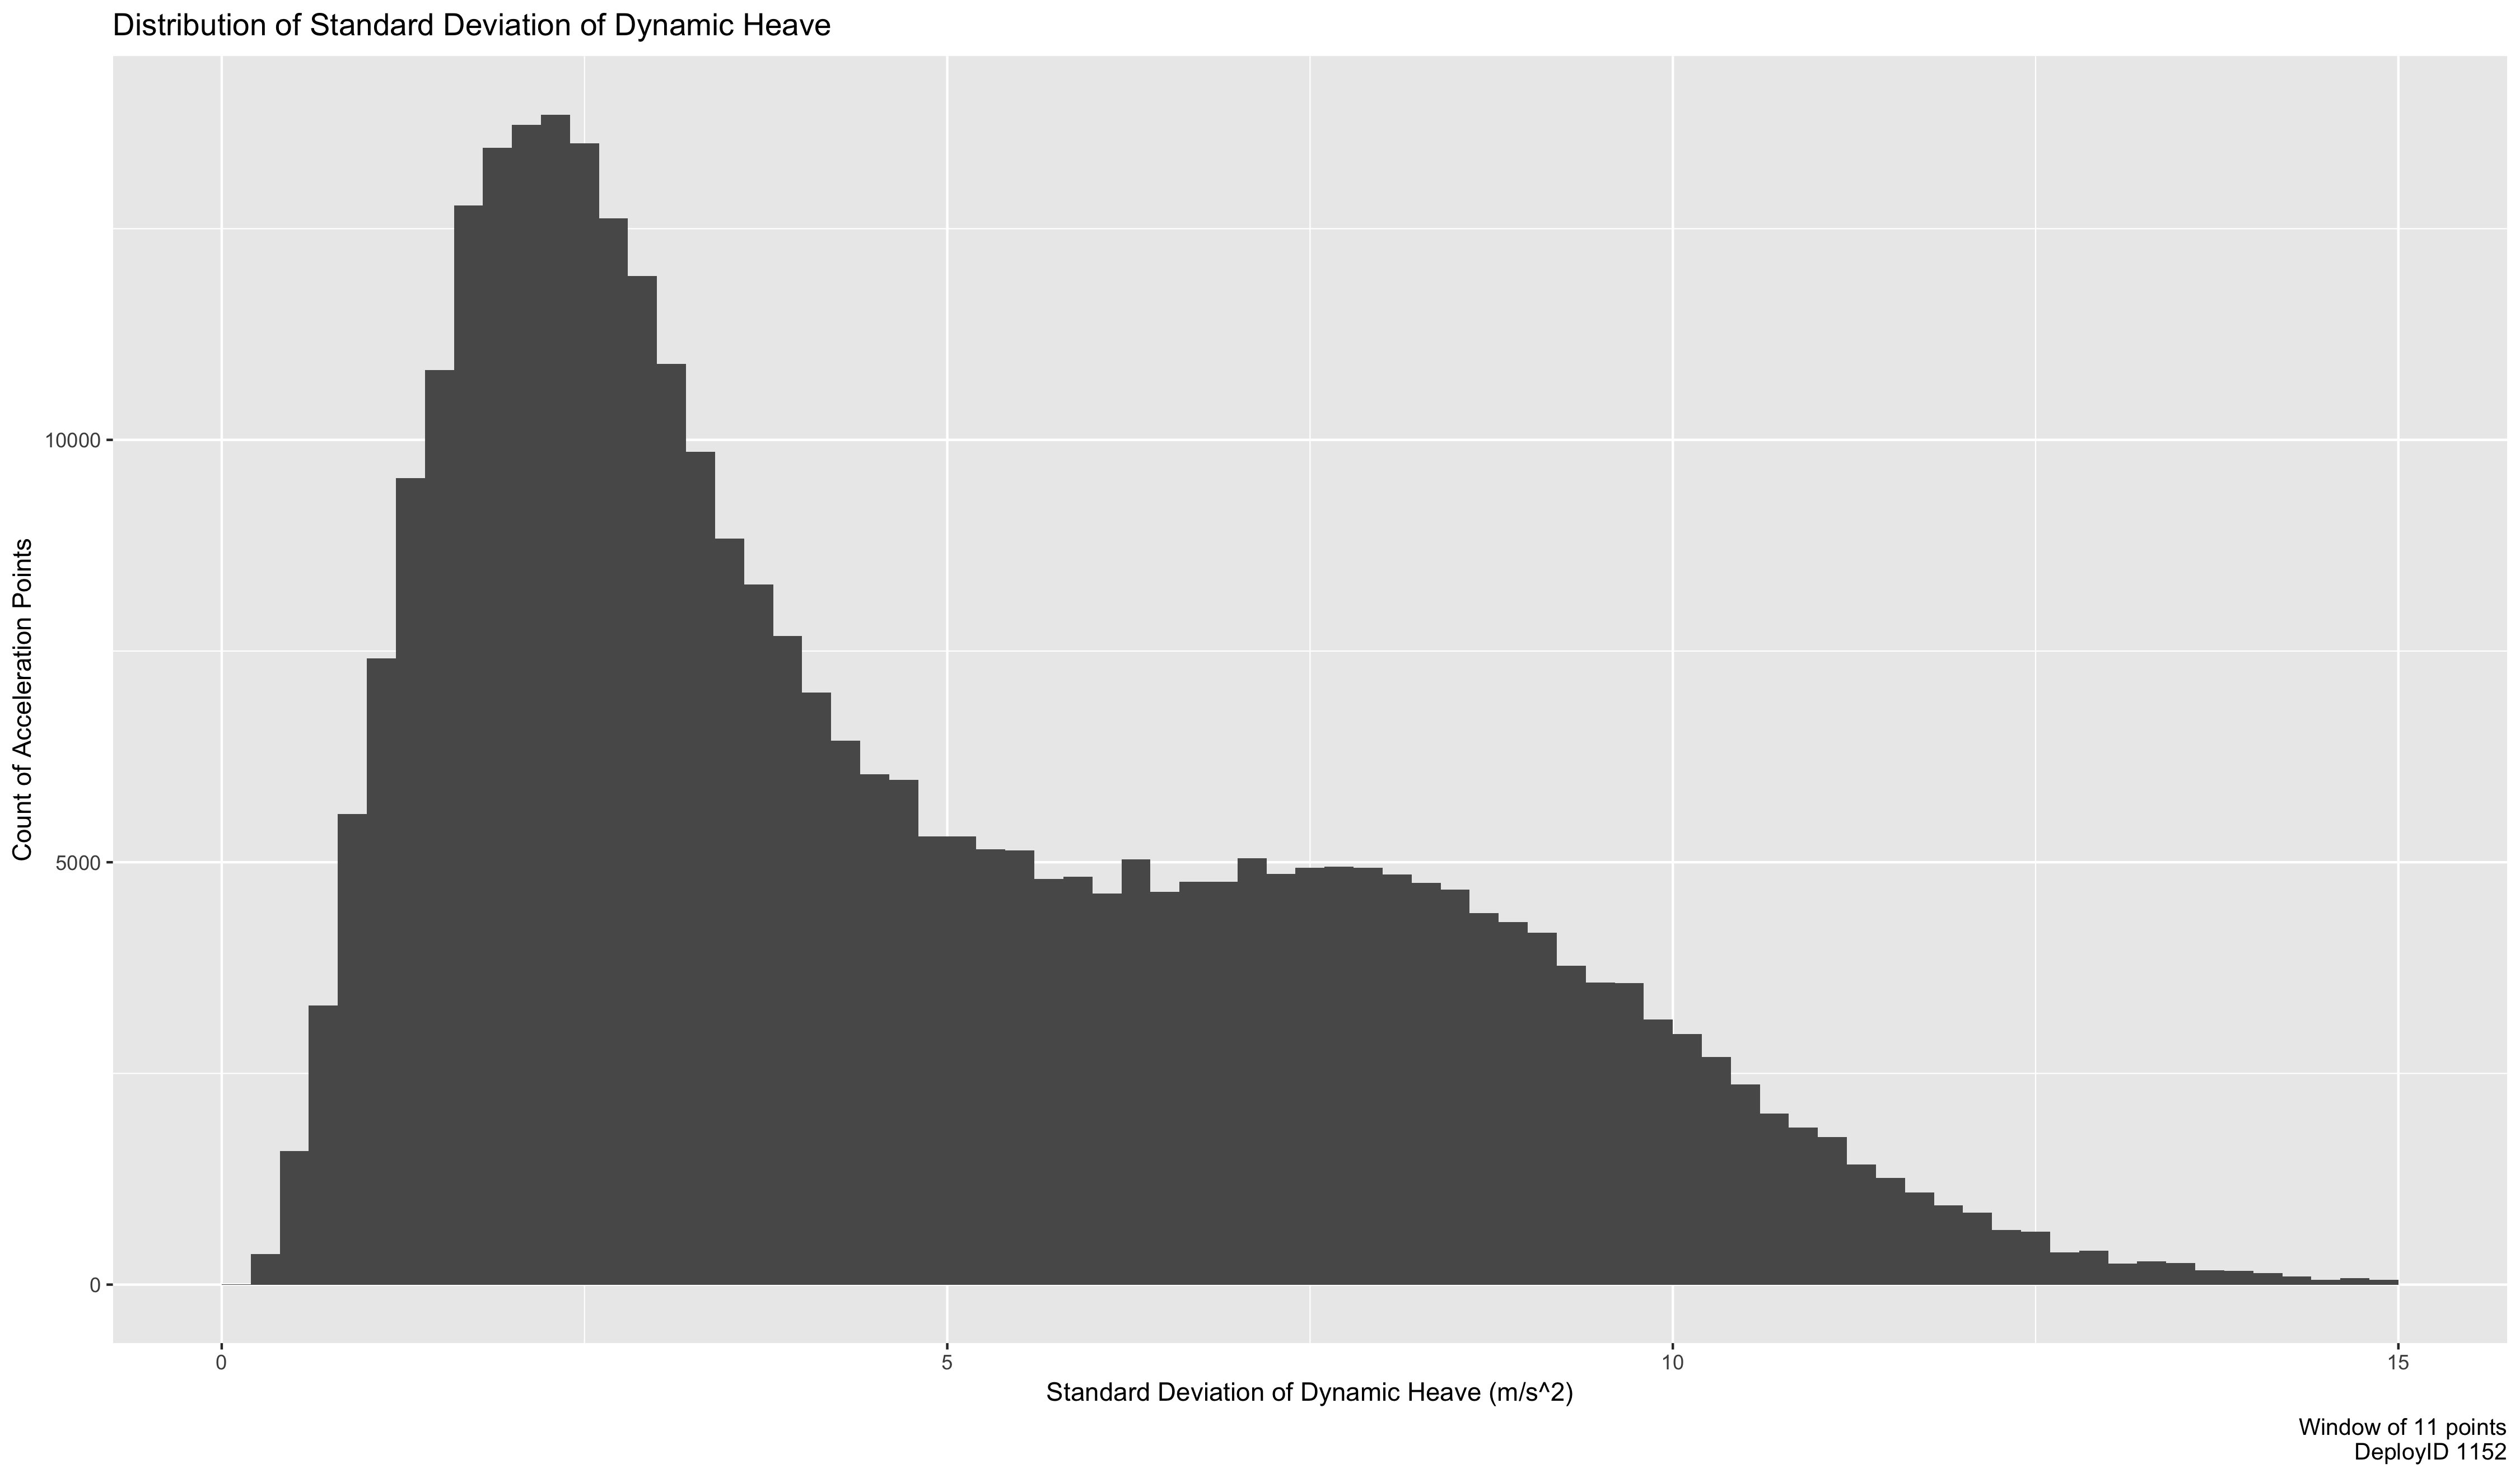 Distribution of Standard Deviation of Dynamic Heave
Count of Acceleration Points
10000
5000
0
0
5
10
15
Standard Deviation of Dynamic Heave (m/s^2)
Window of 11 points
DeployID 1152